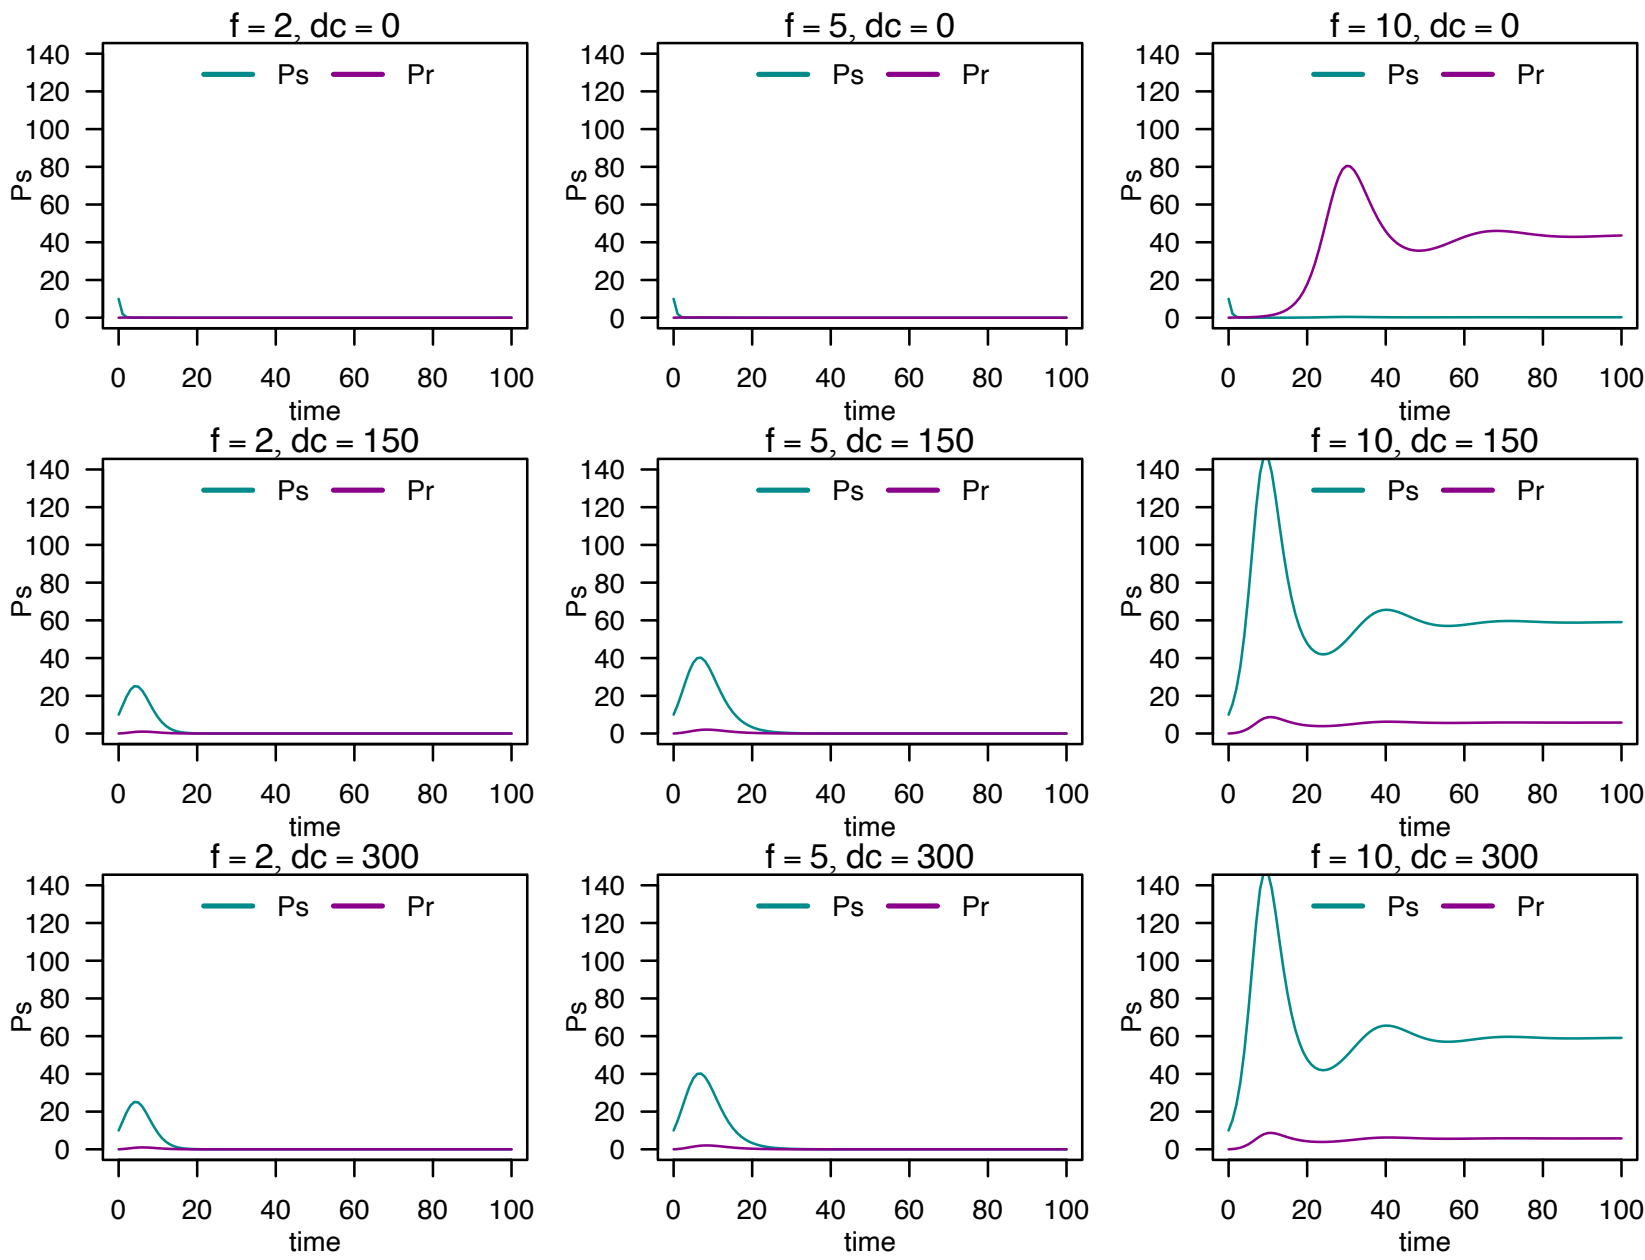 f = 2, dc = 0
f = 5, dc = 0
f = 10, dc = 0
Ps
140
120
100
80
60
40
20
0
Ps Pr
0 20 40 60 80 100
time
Ps
140
120
100
80
60
40
20
0
Ps Pr
0 20 40 60 80 100
time
Ps
140
120
100
80
60
40
20
0
Ps Pr
0 20 40 60 80 100
time
f = 2, dc = 150
f = 5, dc = 150
f = 10, dc = 150
Ps
140
120
100
80
60
40
20
0
Ps Pr
0 20 40 60 80 100
time
Ps
140
120
100
80
60
40
20
0
Ps Pr
0 20 40 60 80 100
time
Ps
140
120
100
80
60
40
20
0
Ps Pr
0 20 40 60 80 100
time
f = 2, dc = 300
f = 5, dc = 300
f = 10, dc = 300
Ps
140
120
100
80
60
40
20
0
Ps Pr
0 20 40 60 80 100
time
Ps
140
120
100
80
60
40
20
0
Ps Pr
0 20 40 60 80 100
time
Ps
140
120
100
80
60
40
20
0
Ps Pr
0 20 40 60 80 100
time